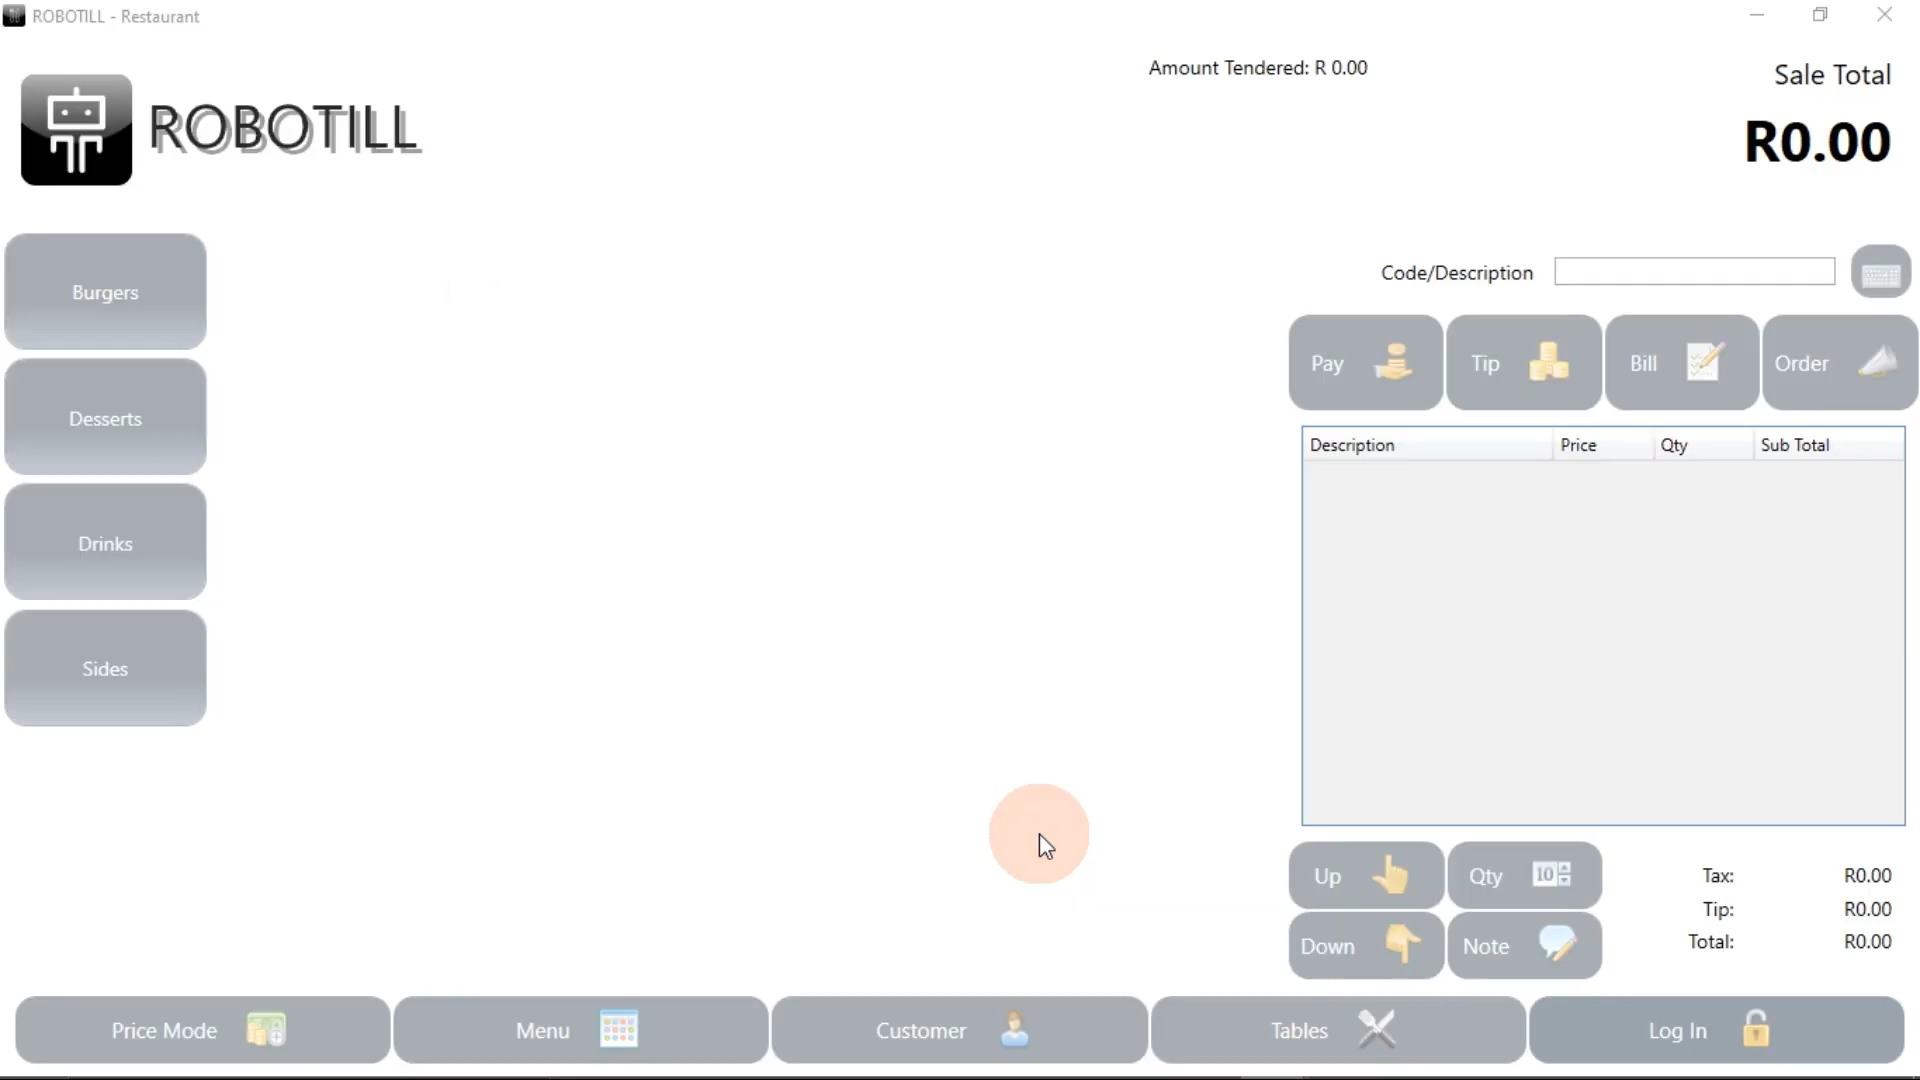 ROBOTILL - Restaurant
Amount Tendered: R 0.00
Sale Total
R0.00
ROBOTILL
Burgers
Desserts
Drinks
Sides
Code/Description
Pay
Tip
Bill
Order
Description Price Qty Sub Total
Up
Qty
10
Down
Note
Tax: R0.00
Tip: R0.00
Total: R0.00
Price Mode
Menu
Customer
Tables
Log In